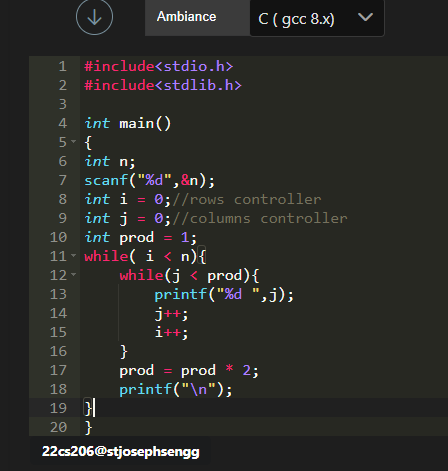 Ambiance
C ( gcc 8.x)
1 #include<stdio.h>
2 #include<stdlib.h>
3
4 int main()
5 {
6 int n;
7 scanf("%d",&n);
8 int i = 0;//rows controller
9 int j = 0;//columns controller
10 int prod = 1;
11 while( i < n){
12     while(j < prod){
13         printf("%d ",j);
14         j++;
15         i++;
16     }
17     prod = prod * 2;
18     printf("\n");
19 }
20 }
22cs206@stjosephsengg